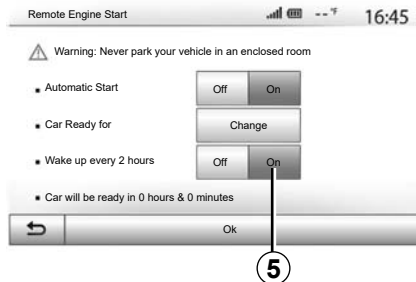 Remote Engine Start -- °F 16:45
Warning: Never park your vehicle in an enclosed room
Automatic Start Off On
Car Ready for Change
Wake up every 2 hours Off On
Car will be ready in 0 hours & 0 minutes
Ok
5